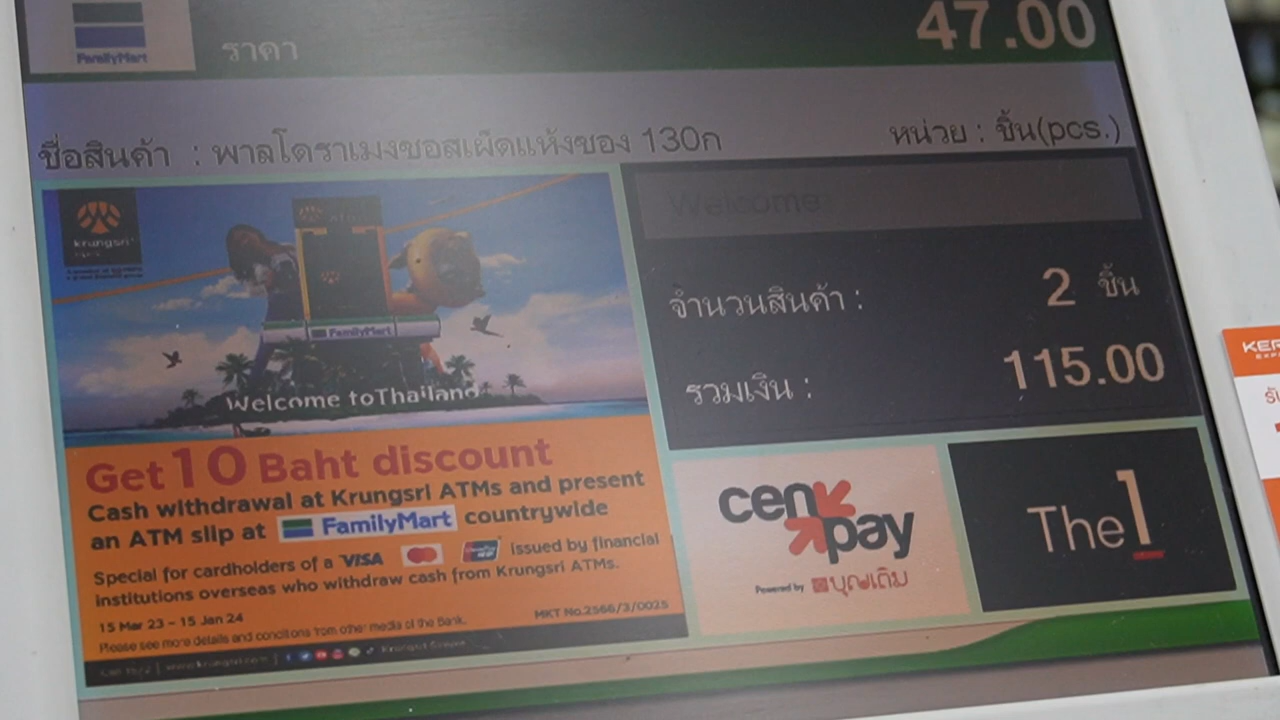 FamilyMart
ราคา
47.00
ชื่อสินค้า : พาลโดราเมงซอสเผ็ดแห้งซอง 130ก
หน่วย : ชิ้น(pcs.)
krungsri
FamilyMart
Welcome toThailand
Get 10 Baht discount
Cash withdrawal at Krungsri ATMs and present
an ATM slip at FamilyMart countrywide
Special for cardholders of a VISA issued by financial
institutions overseas who withdraw cash from Krungsri ATMs.
15 Mar 23 – 15 Jan 24
MKT No.2566/3/0025
Please see more details and conditions from other media of the Bank.
Welcome
จำนวนสินค้า : 2 ชิ้น
รวมเงิน : 115.00
cenpay
Powered by บุญเติม
The 1